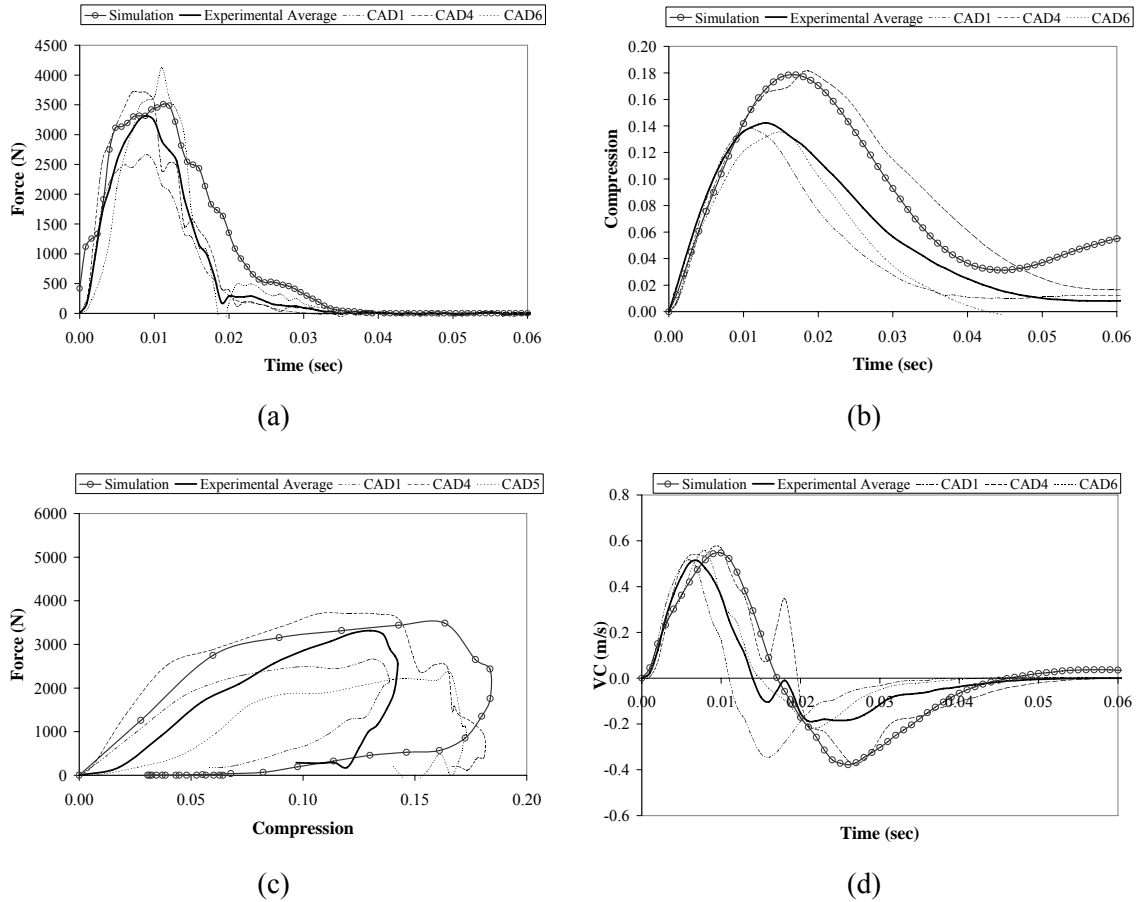 Simulation Experimental Average CAD1 CAD4 CAD6
4500
4000
3500
3000
2500
2000
1500
1000
500
0
Force (N)
0.00 0.01 0.02 0.03 0.04 0.05 0.06
Time (sec)
(a)
Simulation Experimental Average CAD1 CAD4 CAD6
0.20
0.18
0.16
0.14
0.12
0.10
0.08
0.06
0.04
0.02
0.00
Compression
0.00 0.01 0.02 0.03 0.04 0.05 0.06
Time (sec)
(b)
Simulation Experimental Average CAD1 CAD4 CAD5
6000
5000
4000
3000
2000
1000
0
Force (N)
0.00 0.05 0.10 0.15 0.20
Compression
(c)
Simulation Experimental Average CAD1 CAD4 CAD6
0.8
0.6
0.4
0.2
0
-0.2
-0.4
-0.6
VC (m/s)
0 0.01 0.02 0.03 0.04 0.05 0.06
Time (sec)
(d)